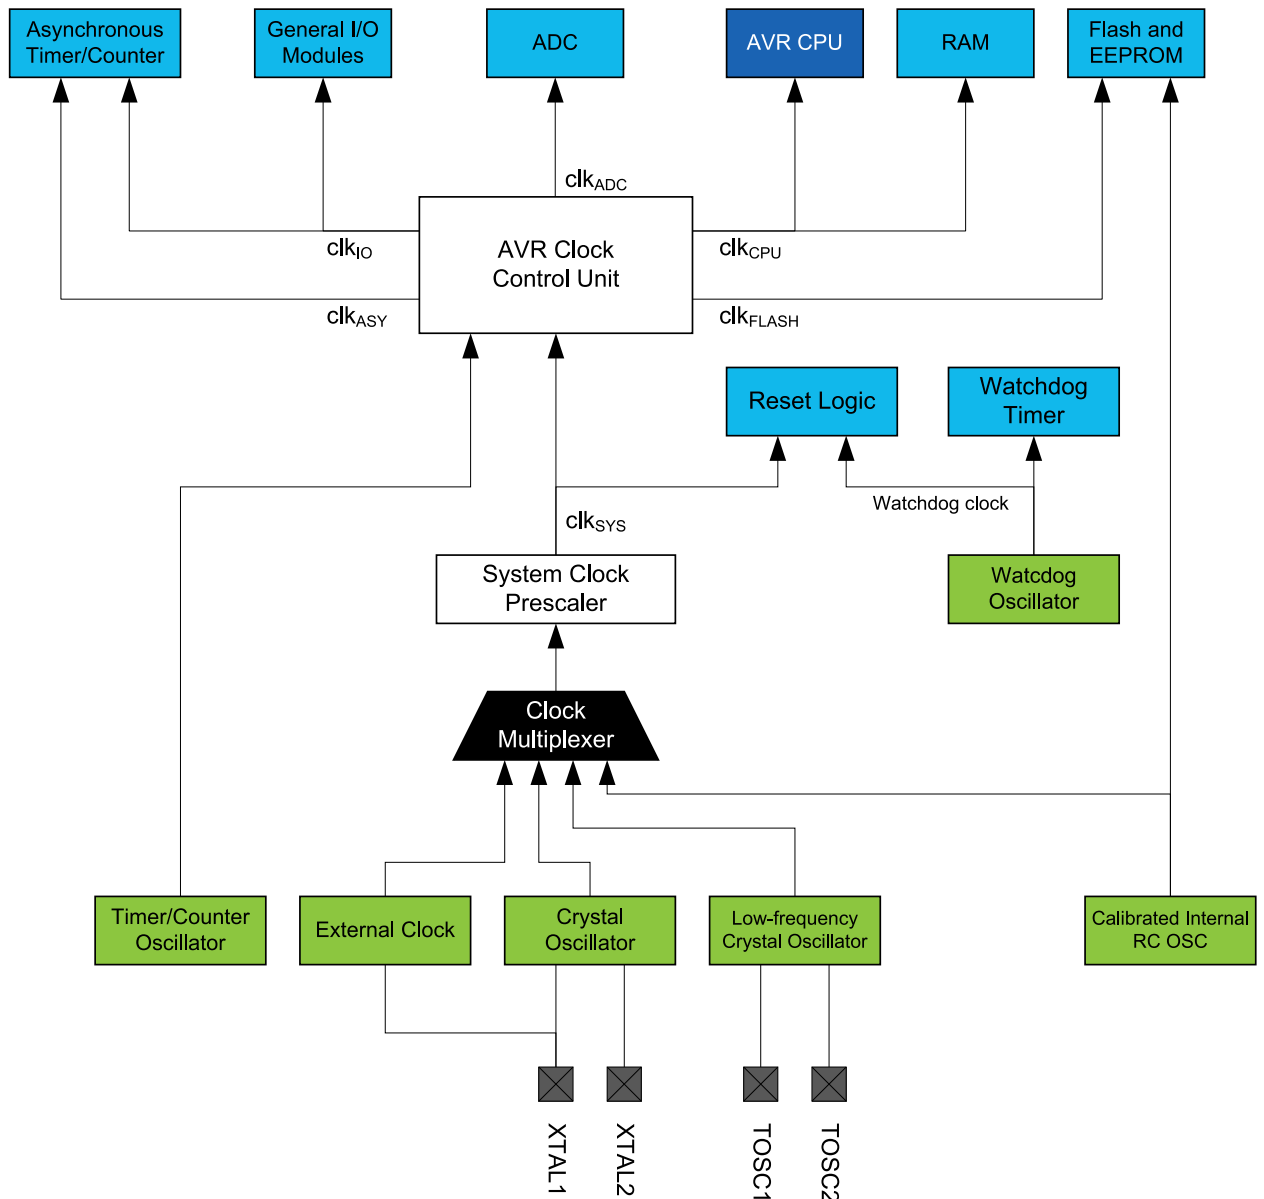 Asynchronous
Timer/Counter
General I/O
Modules
ADC
AVR CPU
RAM
Flash and
EEPROM
clkADC
clkIO
clkASY
AVR Clock
Control Unit
clkCPU
clkFLASH
Reset Logic
Watchdog
Timer
Watchdog clock
clkSYS
System Clock
Prescaler
Watcdog
Oscillator
Clock
Multiplexer
Timer/Counter
Oscillator
External Clock
Crystal
Oscillator
Low-frequency
Crystal Oscillator
Calibrated Internal
RC OSC
XTAL1
XTAL2
TOSC1
TOSC2